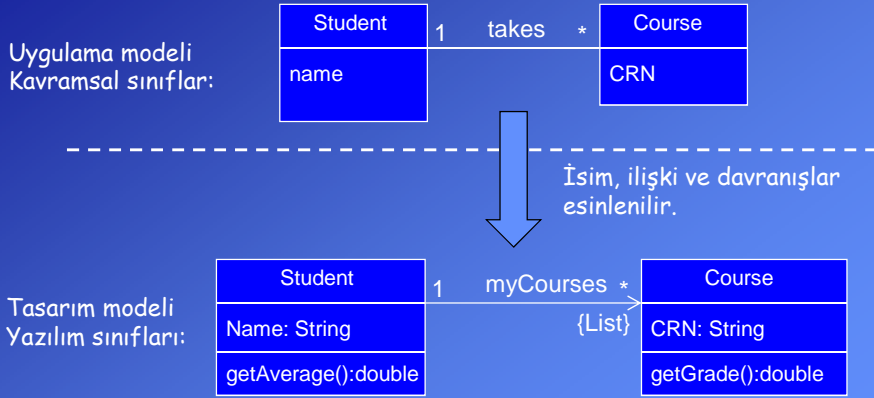 Student
1 takes *
Course
Uygulama modeli
Kavramsal sınıflar:
name
CRN
İsim, ilişki ve davranışlar
esinlenilir.
Student
1 myCourses *
Course
Tasarım modeli
Yazılım sınıfları:
Name: String
{List}
CRN: String
getAverage():double
getGrade():double